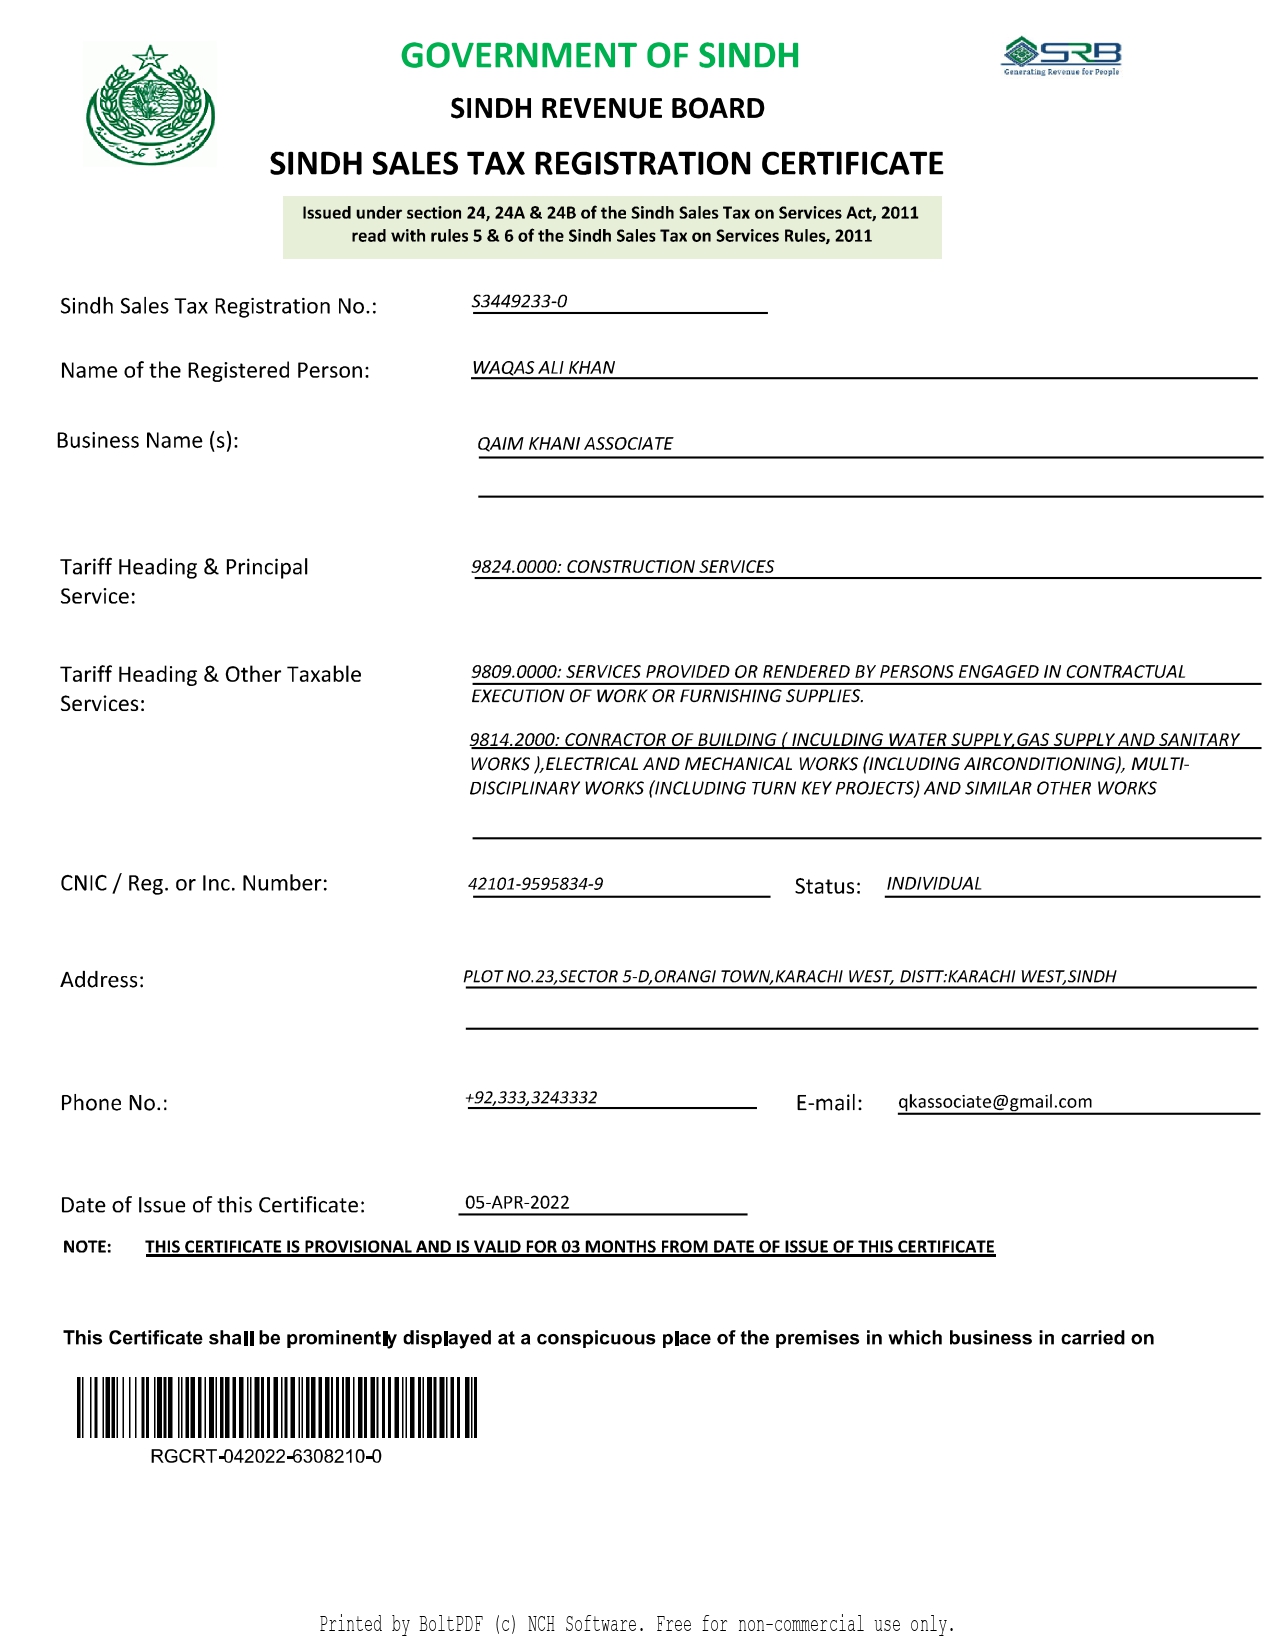 GOVERNMENT OF SINDH
SRB
Generating Revenue for People
SINDH REVENUE BOARD
SINDH SALES TAX REGISTRATION CERTIFICATE
Issued under section 24, 24A & 24B of the Sindh Sales Tax on Services Act, 2011
read with rules 5 & 6 of the Sindh Sales Tax on Services Rules, 2011
Sindh Sales Tax Registration No.: S3449233-0
Name of the Registered Person: WAQAS ALI KHAN
Business Name (s): QAIM KHANI ASSOCIATE
Tariff Heading & Principal
Service:
9824.0000: CONSTRUCTION SERVICES
Tariff Heading & Other Taxable
Services:
9809.0000: SERVICES PROVIDED OR RENDERED BY PERSONS ENGAGED IN CONTRACTUAL
EXECUTION OF WORK OR FURNISHING SUPPLIES.
9814.2000: CONRACTOR OF BUILDING ( INCULDING WATER SUPPLY,GAS SUPPLY AND SANITARY
WORKS ),ELECTRICAL AND MECHANICAL WORKS (INCLUDING AIRCONDITIONING), MULTI-
DISCIPLINARY WORKS (INCLUDING TURN KEY PROJECTS) AND SIMILAR OTHER WORKS
CNIC / Reg. or Inc. Number: 42101-9595834-9 Status: INDIVIDUAL
Address: PLOT NO.23,SECTOR 5-D,ORANGI TOWN,KARACHI WEST, DISTT:KARACHI WEST,SINDH
Phone No.: +92,333,3243332 E-mail: qkassociate@gmail.com
Date of Issue of this Certificate: 05-APR-2022
NOTE: THIS CERTIFICATE IS PROVISIONAL AND IS VALID FOR 03 MONTHS FROM DATE OF ISSUE OF THIS CERTIFICATE
This Certificate shall be prominently displayed at a conspicuous place of the premises in which business in carried on
RGCRT-042022-6308210-0
Printed by BoltPDF (c) NCH Software. Free for non-commercial use only.